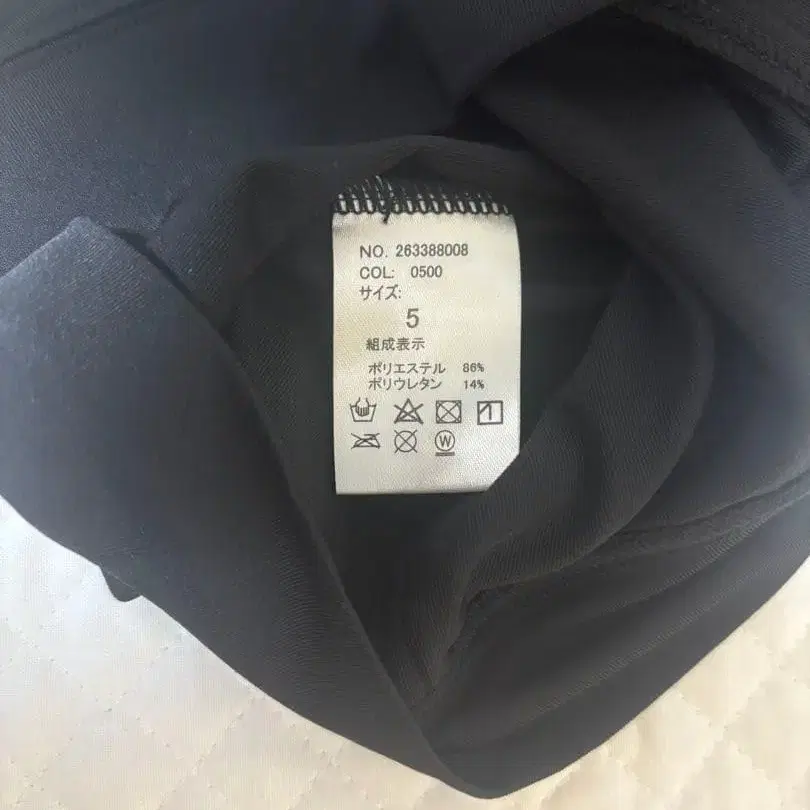 NO. 263388008
COL: 0500
サイズ:
5
組成表示
ポリエステル 86%
ポリウレタン 14%
W